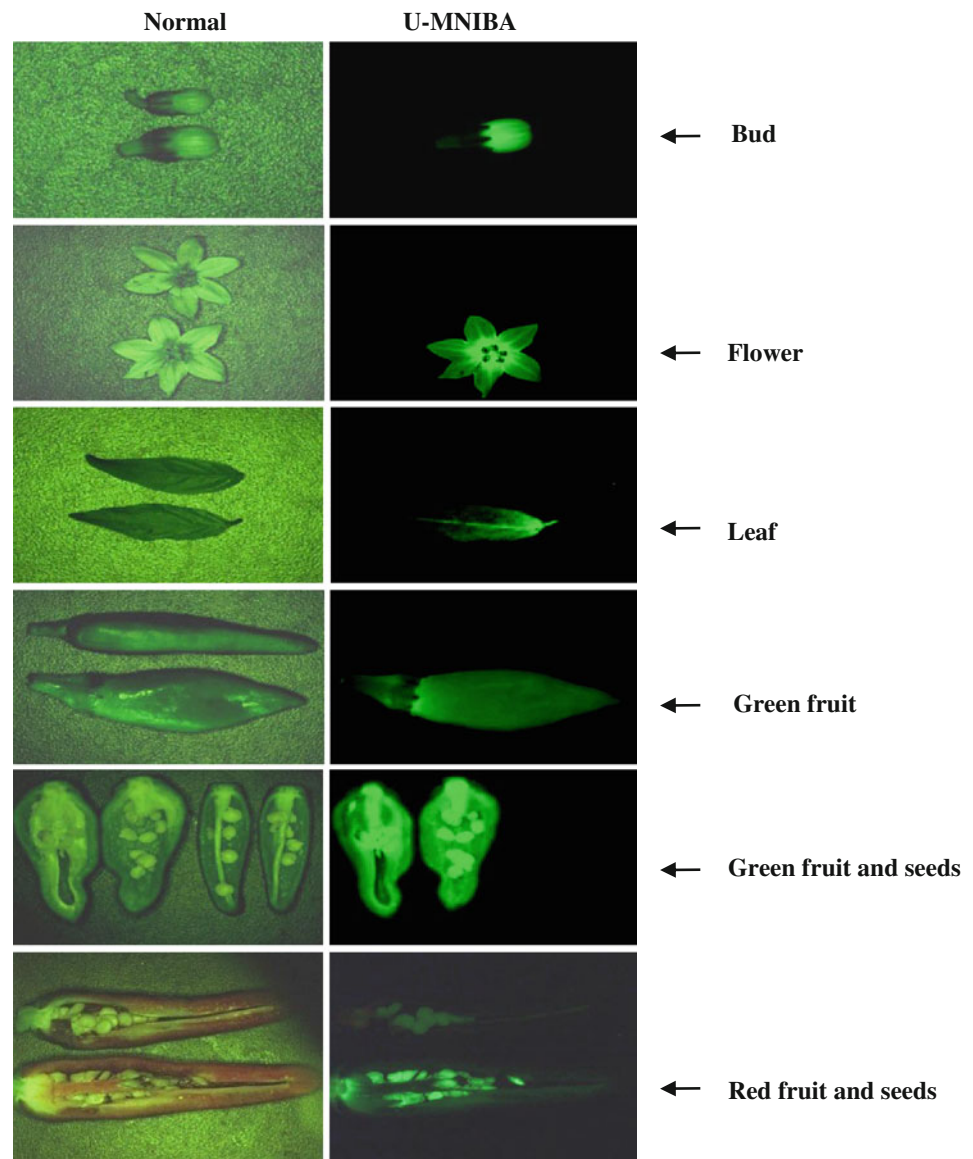 Normal U-MNIBA
Bud
Flower
Leaf
Green fruit
Green fruit and seeds
Red fruit and seeds